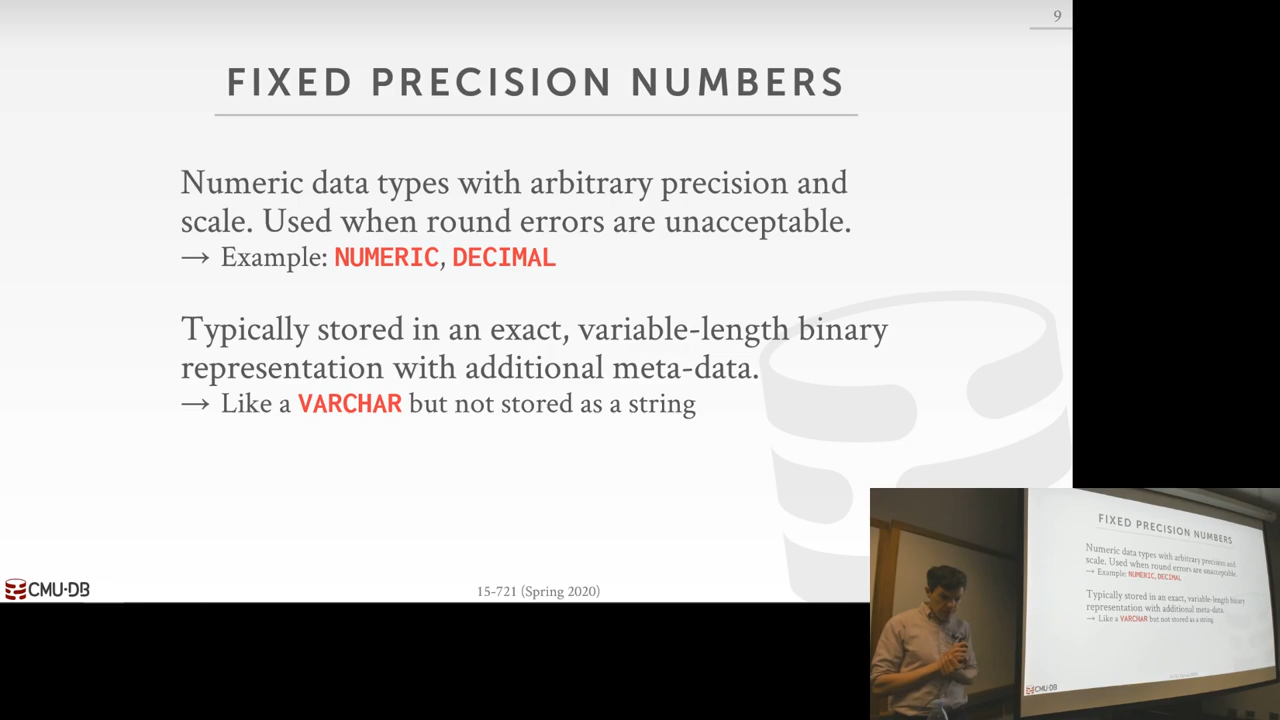 9
FIXED PRECISION NUMBERS
Numeric data types with arbitrary precision and
scale. Used when round errors are unacceptable.
→ Example: NUMERIC, DECIMAL
Typically stored in an exact, variable-length binary
representation with additional meta-data.
→ Like a VARCHAR but not stored as a string
CMU·DB
15-721 (Spring 2020)
FIXED PRECISION NUMBERS
Numeric data types with arbitrary precision and
scale. Used when round errors are unacceptable.
→ Example: NUMERIC, DECIMAL
Typically stored in an exact, variable-length binary
representation with additional meta-data.
→ Like a VARCHAR but not stored as a string
CMU·DB